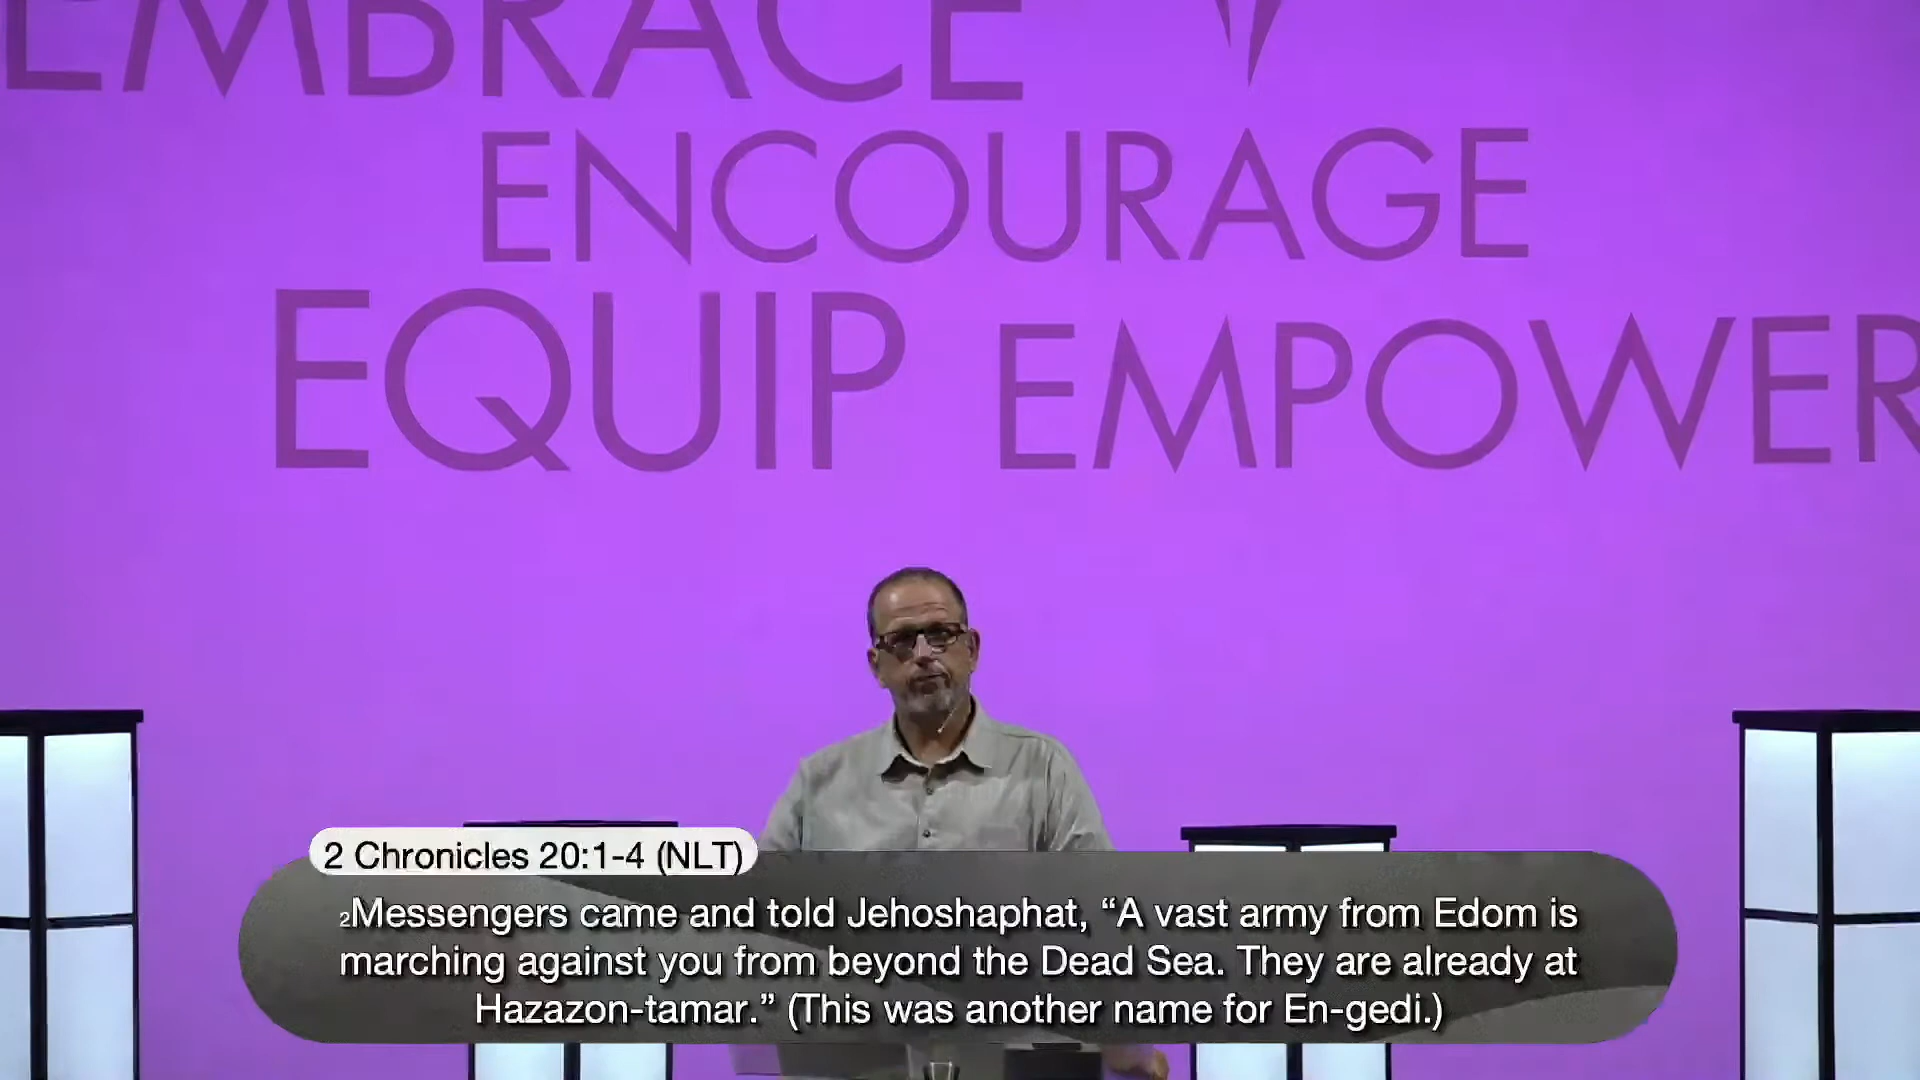 EMBRACE
ENCOURAGE
EQUIP EMPOWER
2 Chronicles 20:1-4 (NLT)
2Messengers came and told Jehoshaphat, “A vast army from Edom is
marching against you from beyond the Dead Sea. They are already at
Hazazon-tamar.” (This was another name for En-gedi.)